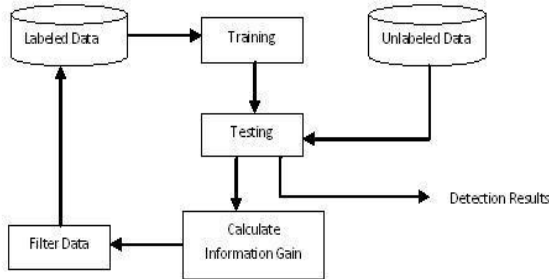 Labeled Data
Training
Unlabeled Data
Testing
Detection Results
Calculate
Information Gain
Filter Data